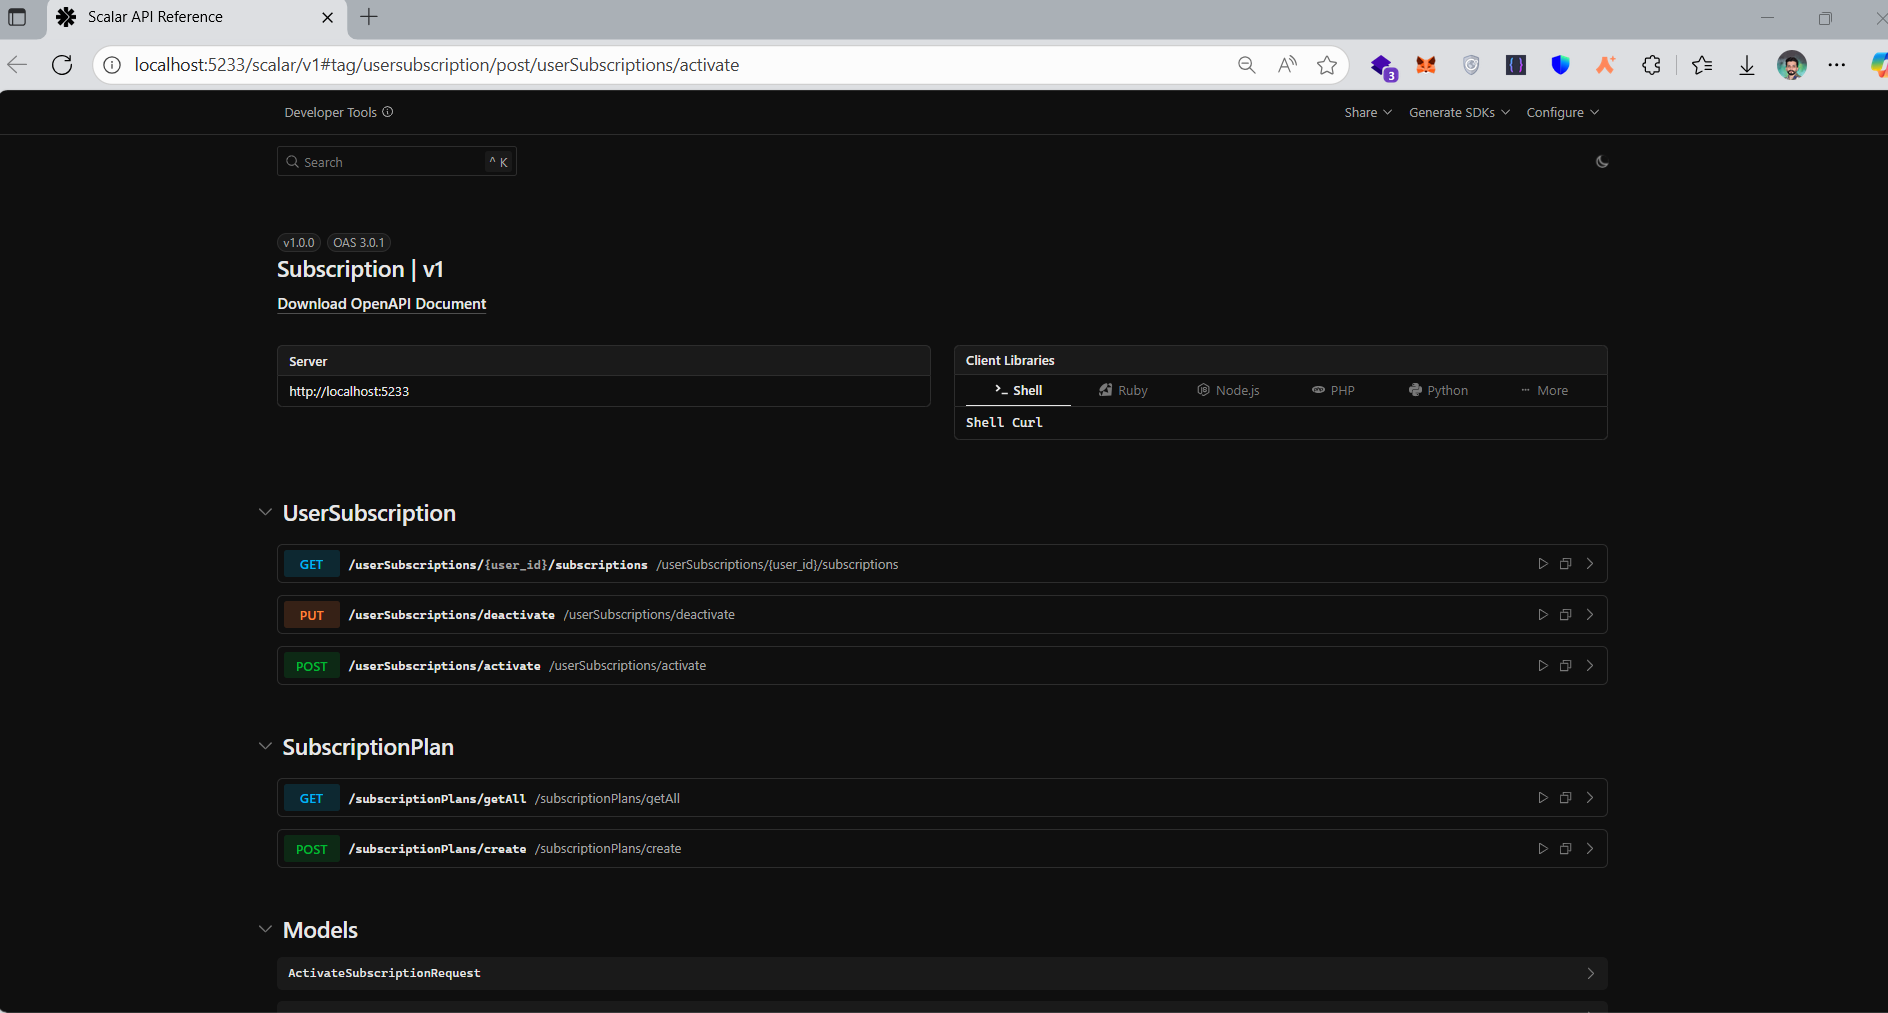 Scalar API Reference
localhost:5233/scalar/v1#tag/usersubscription/post/userSubscriptions/activate
3
Developer Tools
Share
Generate SDKs
Configure
Search
^ K
v1.0.0
OAS 3.0.1
Subscription | v1
Download OpenAPI Document
Server
http://localhost:5233
Client Libraries
Shell
Ruby
Node.js
PHP
Python
More
Shell Curl
UserSubscription
GET /userSubscriptions/{user_id}/subscriptions /userSubscriptions/{user_id}/subscriptions
PUT /userSubscriptions/deactivate /userSubscriptions/deactivate
POST /userSubscriptions/activate /userSubscriptions/activate
SubscriptionPlan
GET /subscriptionPlans/getAll /subscriptionPlans/getAll
POST /subscriptionPlans/create /subscriptionPlans/create
Models
ActivateSubscriptionRequest